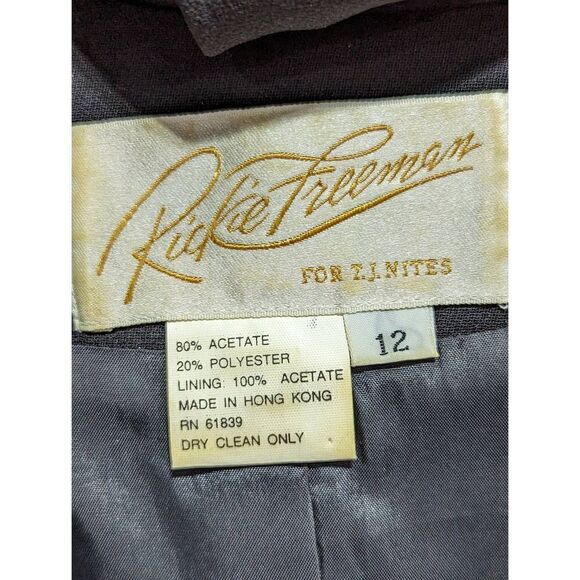 Rickie Freeman
FOR T.J.NITES
12
80% ACETATE
20% POLYESTER
LINING: 100% ACETATE
MADE IN HONG KONG
RN 61839
DRY CLEAN ONLY